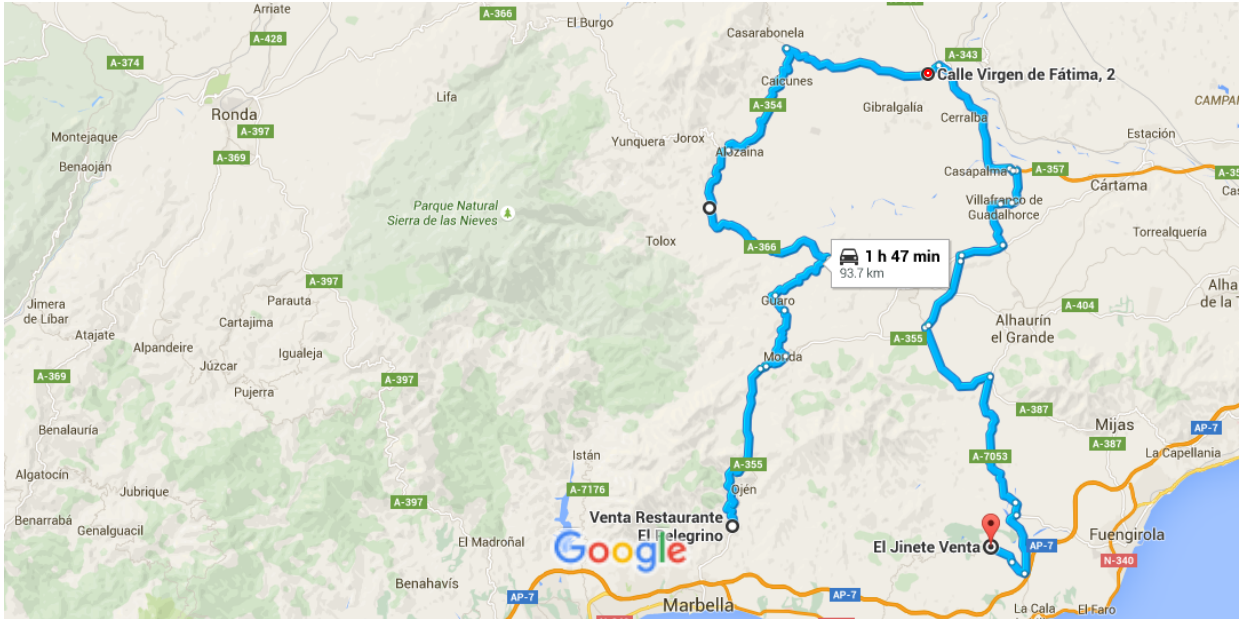 Arriate
A-366
El Burgo
A-428
Casarabonela
A-343
A-374
Calle Virgen de Fátima, 2
Caicunes
Lifa
A-354
Gibralgalía
Ronda
Cerralba
Montejaque
A-397
Yunquera
Jorox
Estación
Benaoján
A-369
Alozaina
Casapalma
A-357
Cártama
Parque Natural
Sierra de las Nieves
Villafranco de
Guadalhorce
Tolox
A-366
Torrealquería
1 h 47 min
93.7 km
A-397
Jimera
de Líbar
Parauta
Guaro
A-404
Alha
de la T
Cartajima
Alhaurín
el Grande
Atajate
Alpandeire
Igualeja
A-355
Júzcar
Monda
A-369
A-397
Pujerra
A-387
Mijas
AP-7
Benalauría
A-387
La Capellania
Istán
A-355
A-7053
Algatocín
Jubrique
A-7176
Ojén
A-397
Benarrabá
Genalguacil
Venta Restaurante
El Pelegrino
El Madroñal
Google
El Jinete Venta
AP-7
Fuengirola
N-340
Benahavís
AP-7
Marbella
AP-7
La Cala
El Faro